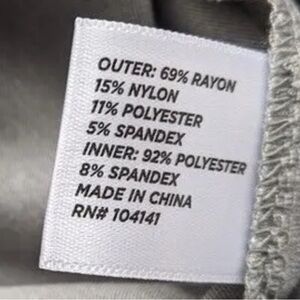 OUTER: 69% RAYON
15% NYLON
11% POLYESTER
5% SPANDEX
INNER: 92% POLYESTER
8% SPANDEX
MADE IN CHINA
RN# 104141